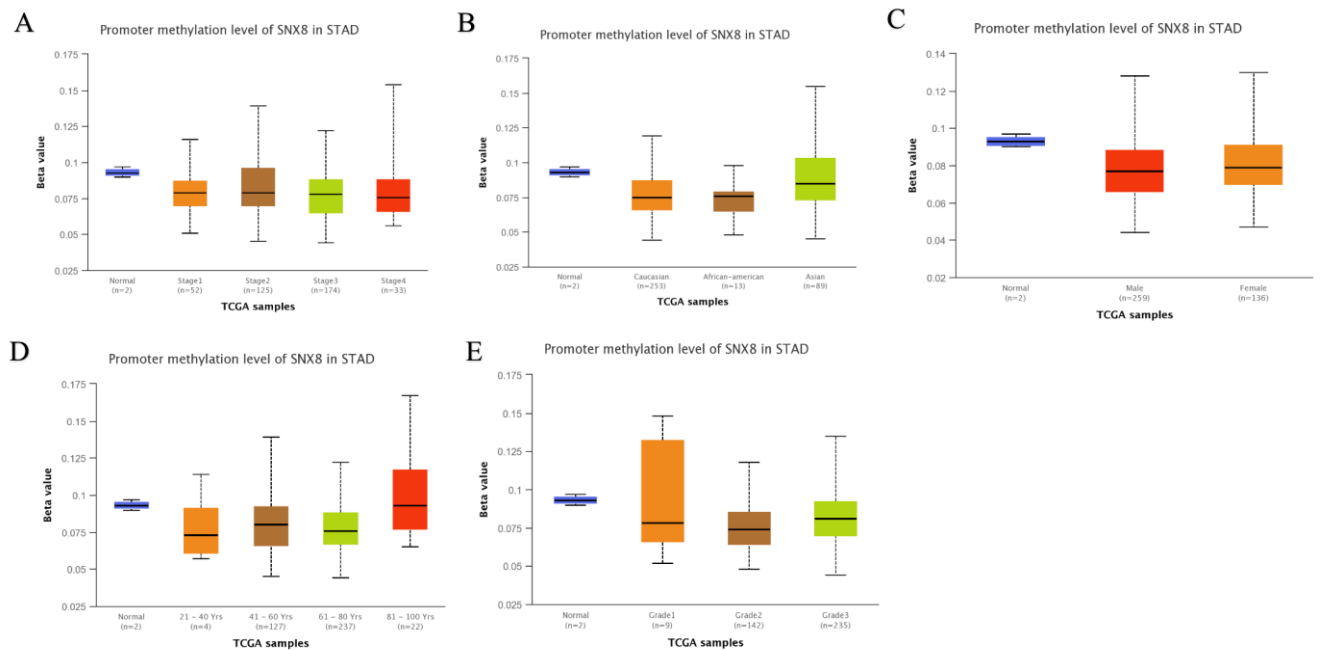 A
Promoter methylation level of SNX8 in STAD
0.175
0.15
0.125
0.1
0.075
0.05
0.025
Beta value
Normal
(n=2)
Stage1
(n=52)
Stage2
(n=125)
Stage3
(n=174)
Stage4
(n=33)
TCGA samples
B
Promoter methylation level of SNX8 in STAD
0.175
0.15
0.125
0.1
0.075
0.05
0.025
Beta value
Normal
(n=2)
Caucasian
(n=253)
African-american
(n=13)
Asian
(n=89)
TCGA samples
C
Promoter methylation level of SNX8 in STAD
0.14
0.12
0.1
0.08
0.06
0.04
0.02
Beta value
Normal
(n=2)
Male
(n=259)
Female
(n=136)
TCGA samples
D
Promoter methylation level of SNX8 in STAD
0.175
0.15
0.125
0.1
0.075
0.05
0.025
Beta value
Normal
(n=2)
21 - 40 Yrs
(n=4)
41 - 60 Yrs
(n=127)
61 - 80 Yrs
(n=237)
81 - 100 Yrs
(n=22)
TCGA samples
E
Promoter methylation level of SNX8 in STAD
0.175
0.15
0.125
0.1
0.075
0.05
0.025
Beta value
Normal
(n=2)
Grade1
(n=9)
Grade2
(n=142)
Grade3
(n=235)
TCGA samples